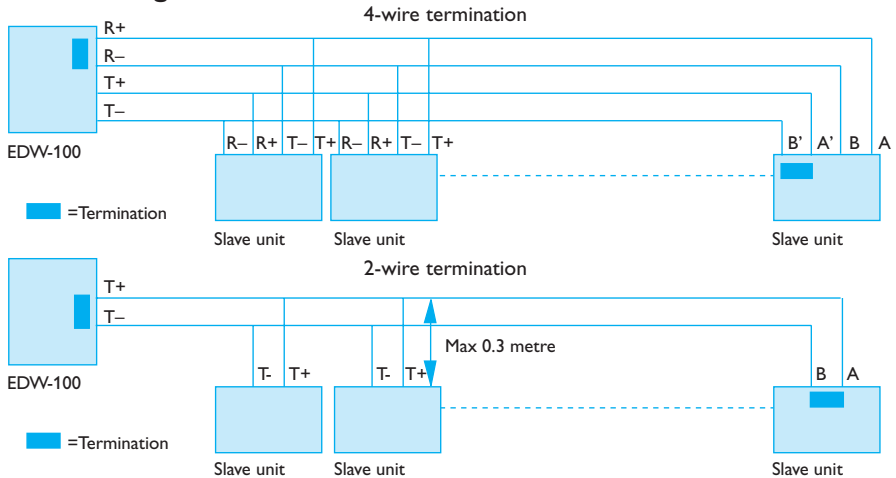 4-wire termination
R+
R–
T+
T–
EDW-100
R– R+ T– T+ R– R+ T– T+
B’ A’ B A
=Termination
Slave unit Slave unit Slave unit
2-wire termination
T+
T–
Max 0.3 metre
T- T+ T- T+
B A
EDW-100
=Termination
Slave unit Slave unit Slave unit